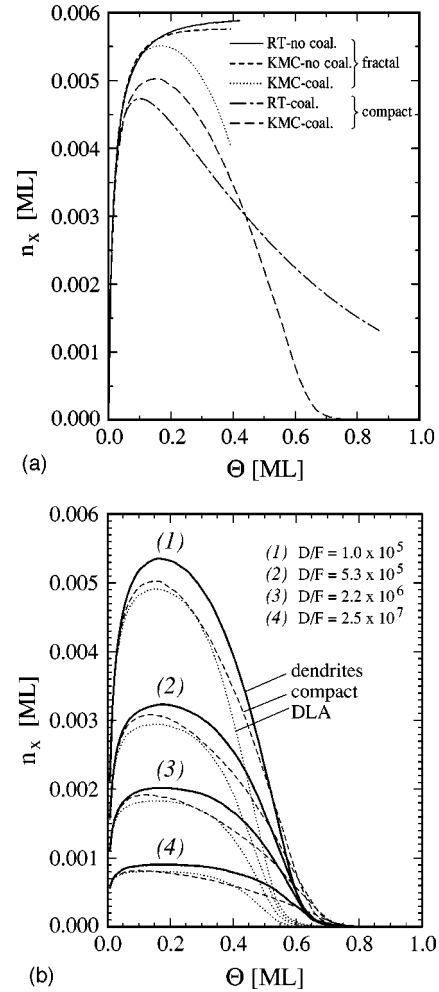 0.006
0.005
0.004
0.003
0.002
0.001
0.000
n_x [ML]
RT-no coal.
KMC-no coal.
KMC-coal.
fractal
RT-coal.
KMC-coal.
compact
0.0 0.2 0.4 0.6 0.8 1.0
Θ [ML]
(a)
0.006
0.005
0.004
0.003
0.002
0.001
0.000
n_x [ML]
(1)
(2)
(3)
(4)
(1) D/F = 1.0 x 10^5
(2) D/F = 5.3 x 10^5
(3) D/F = 2.2 x 10^6
(4) D/F = 2.5 x 10^7
dendrites
compact
DLA
0.0 0.2 0.4 0.6 0.8 1.0
Θ [ML]
(b)